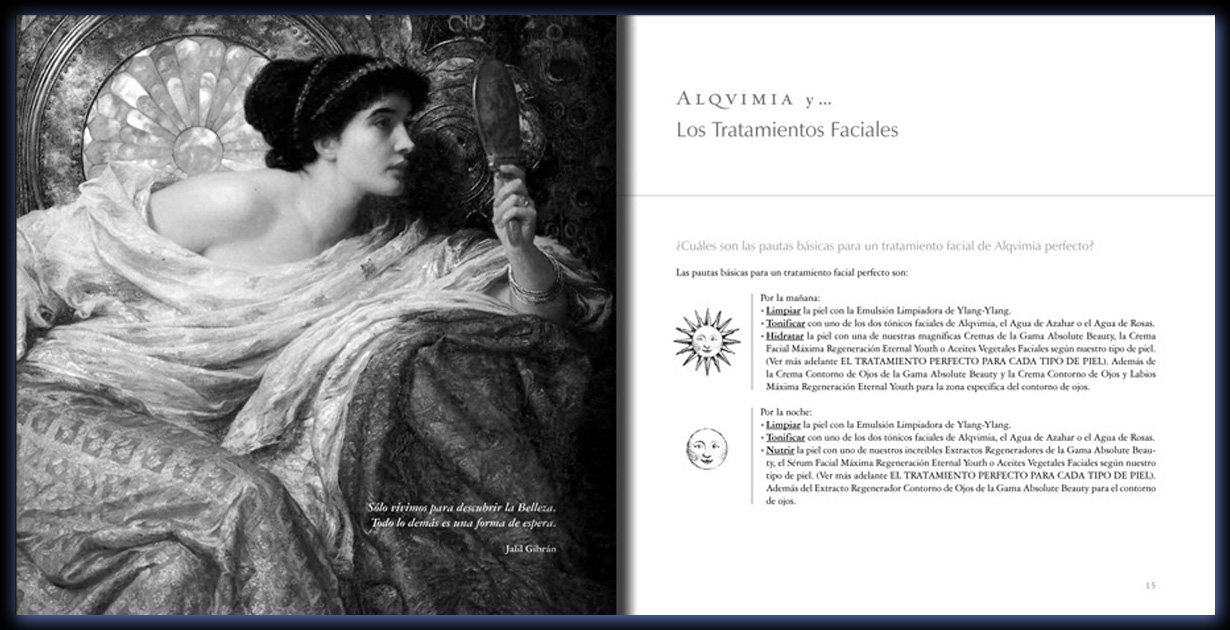 Sólo vivimos para descubrir la Belleza.
Todo lo demás es una forma de espera.
Jalil Gibrán
ALQVIMIA y ...
Los Tratamientos Faciales
¿Cuáles son las pautas básicas para un tratamiento facial de Alqvimia perfecto?
Las pautas básicas para un tratamiento facial perfecto son:
Por la mañana:
• Limpiar la piel con la Emulsión Limpiadora de Ylang-Ylang.
• Tonificar con uno de los dos tónicos faciales de Alqvimia, el Agua de Azahar o el Agua de Rosas.
• Hidratar la piel con una de nuestras magníficas Cremas de la Gama Absolute Beauty, la Crema
Facial Máxima Regeneración Eternal Youth o Aceites Vegetales Faciales según nuestro tipo de piel.
(Ver más adelante EL TRATAMIENTO PERFECTO PARA CADA TIPO DE PIEL). Además de
la Crema Contorno de Ojos de la Gama Absolute Beauty y la Crema Contorno de Ojos y Labios
Máxima Regeneración Eternal Youth para la zona específica del contorno de ojos.
Por la noche:
• Limpiar la piel con la Emulsión Limpiadora de Ylang-Ylang.
• Tonificar con uno de los dos tónicos faciales de Alqvimia, el Agua de Azahar o el Agua de Rosas.
• Nutrir la piel con uno de nuestros increíbles Extractos Regeneradores de la Gama Absolute Beau-
ty, el Sérum Facial Máxima Regeneración Eternal Youth o Aceites Vegetales Faciales según nuestro
tipo de piel. (Ver más adelante EL TRATAMIENTO PERFECTO PARA CADA TIPO DE PIEL).
Además del Extracto Regenerador Contorno de Ojos de la Gama Absolute Beauty para el contorno
de ojos.
15